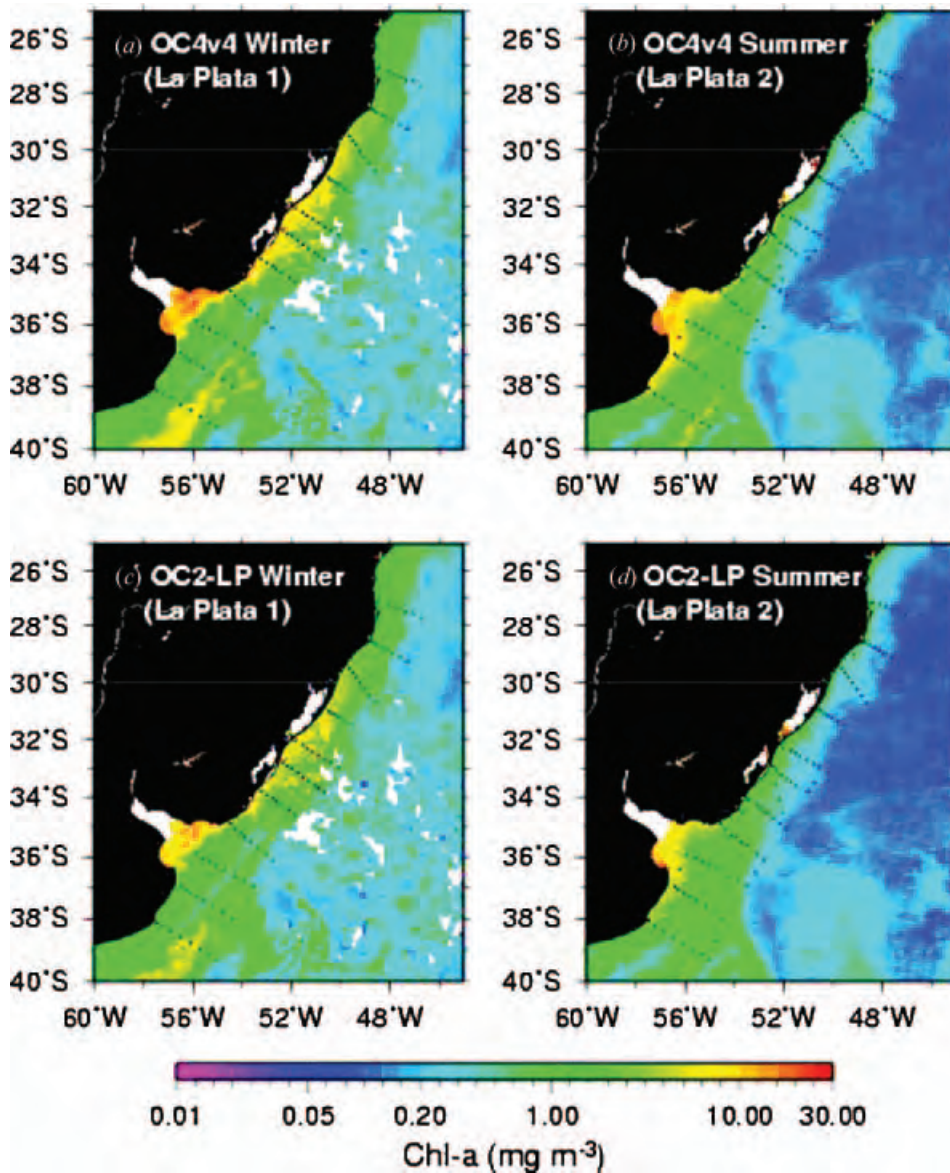 (a) OC4v4 Winter
(La Plata 1)
(b) OC4v4 Summer
(La Plata 2)
26°S
28°S
30°S
32°S
34°S
36°S
38°S
40°S
26°S
28°S
30°S
32°S
34°S
36°S
38°S
40°S
60°W 56°W 52°W 48°W
60°W 56°W 52°W 48°W
(c) OC2-LP Winter
(La Plata 1)
(d) OC2-LP Summer
(La Plata 2)
26°S
28°S
30°S
32°S
34°S
36°S
38°S
40°S
26°S
28°S
30°S
32°S
34°S
36°S
38°S
40°S
60°W 56°W 52°W 48°W
60°W 56°W 52°W 48°W
0.01 0.05 0.20 1.00 10.00 30.00
Chl-a (mg m⁻³)